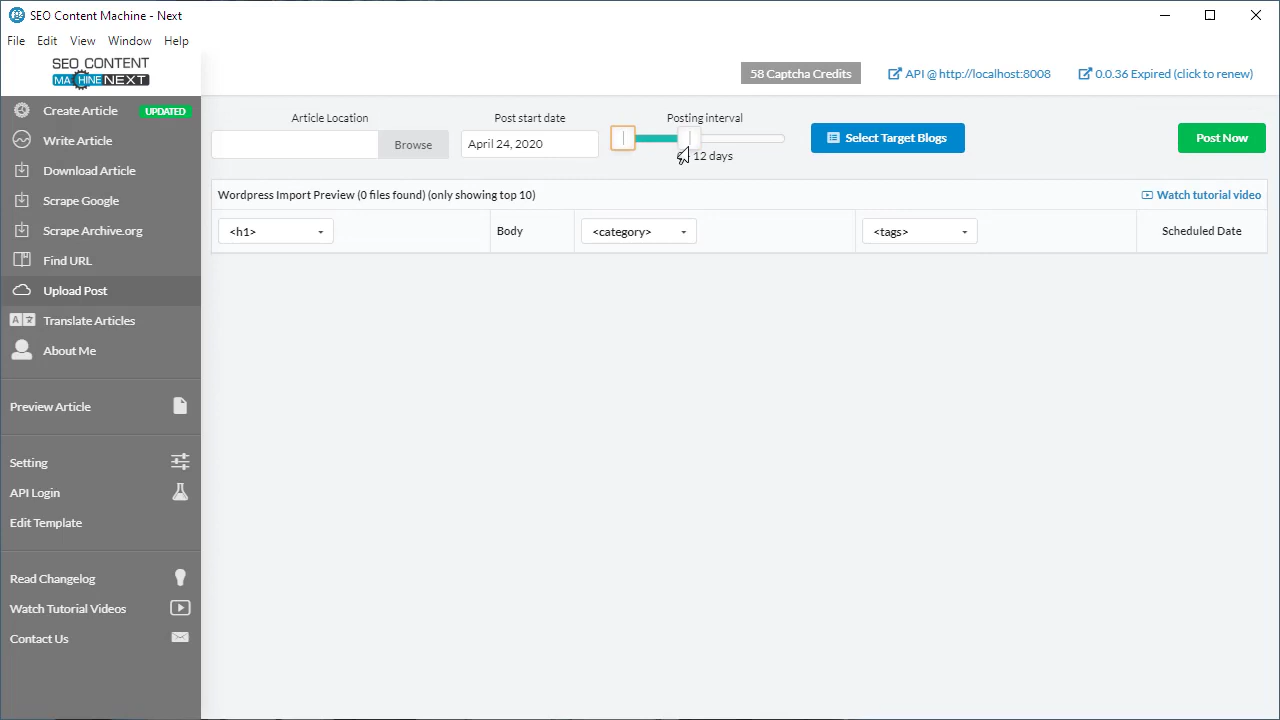 SEO Content Machine - Next
File Edit View Window Help
SEO CONTENT
MACHINE NEXT
58 Captcha Credits
API @ http://localhost:8008
0.0.36 Expired (click to renew)
Create Article UPDATED
Write Article
Download Article
Scrape Google
Scrape Archive.org
Find URL
Upload Post
Translate Articles
About Me
Preview Article
Setting
API Login
Edit Template
Read Changelog
Watch Tutorial Videos
Contact Us
Article Location
Browse
Post start date
April 24, 2020
Posting interval
12 days
Select Target Blogs
Post Now
Wordpress Import Preview (0 files found) (only showing top 10)
Watch tutorial video
<h1> Body <category> <tags> Scheduled Date